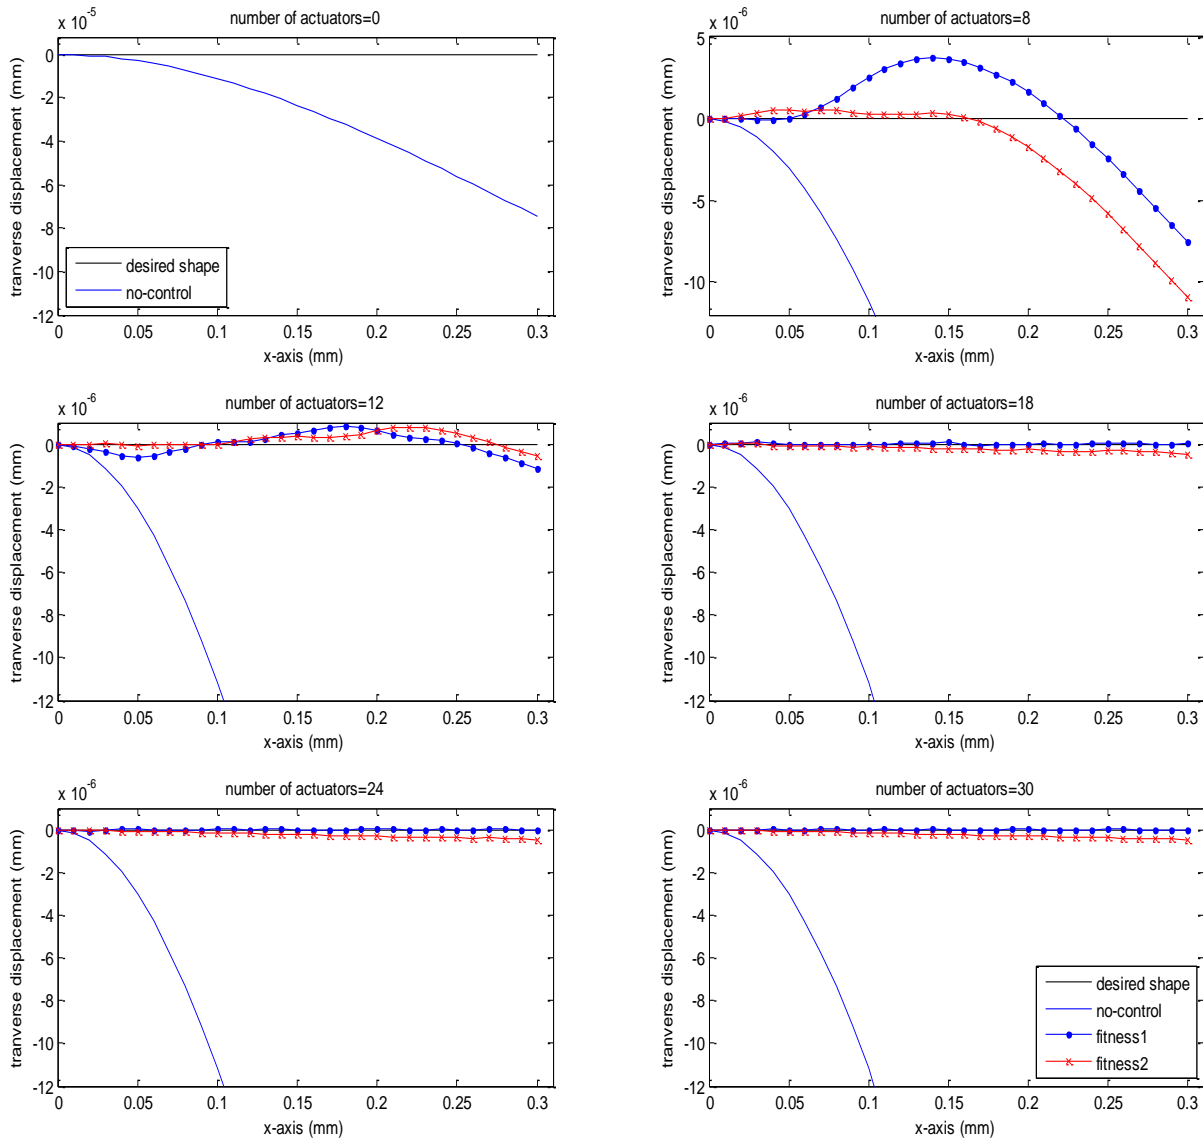 number of actuators=0
x 10-5
0
-2
-4
-6
-8
-10
-12
tranverse displacement (mm)
desired shape
no-control
0 0.05 0.1 0.15 0.2 0.25 0.3
x-axis (mm)
number of actuators=8
x 10-6
5
0
-5
-10
tranverse displacement (mm)
0 0.05 0.1 0.15 0.2 0.25 0.3
x-axis (mm)
number of actuators=12
x 10-6
0
-2
-4
-6
-8
-10
-12
tranverse displacement (mm)
0 0.05 0.1 0.15 0.2 0.25 0.3
x-axis (mm)
number of actuators=18
x 10-6
0
-2
-4
-6
-8
-10
-12
tranverse displacement (mm)
0 0.05 0.1 0.15 0.2 0.25 0.3
x-axis (mm)
number of actuators=24
x 10-6
0
-2
-4
-6
-8
-10
-12
tranverse displacement (mm)
0 0.05 0.1 0.15 0.2 0.25 0.3
x-axis (mm)
number of actuators=30
x 10-6
0
-2
-4
-6
-8
-10
-12
tranverse displacement (mm)
desired shape
no-control
fitness1
fitness2
0 0.05 0.1 0.15 0.2 0.25 0.3
x-axis (mm)